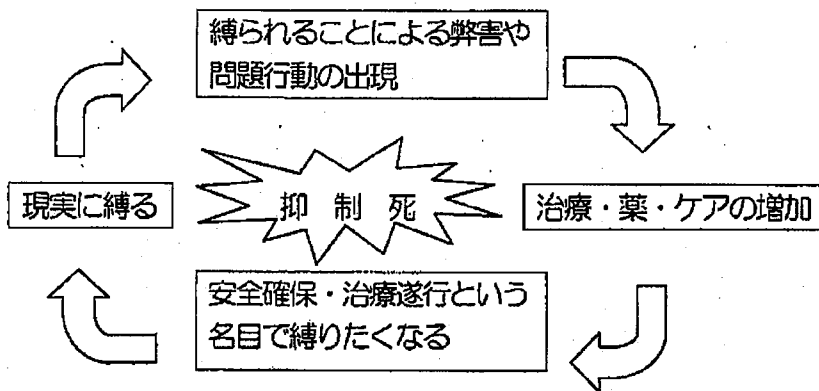 縛られることによる弊害や
問題行動の出現
現実に縛る
抑制死
治療・薬・ケアの増加
安全確保・治療遂行という
名目で縛りたくなる